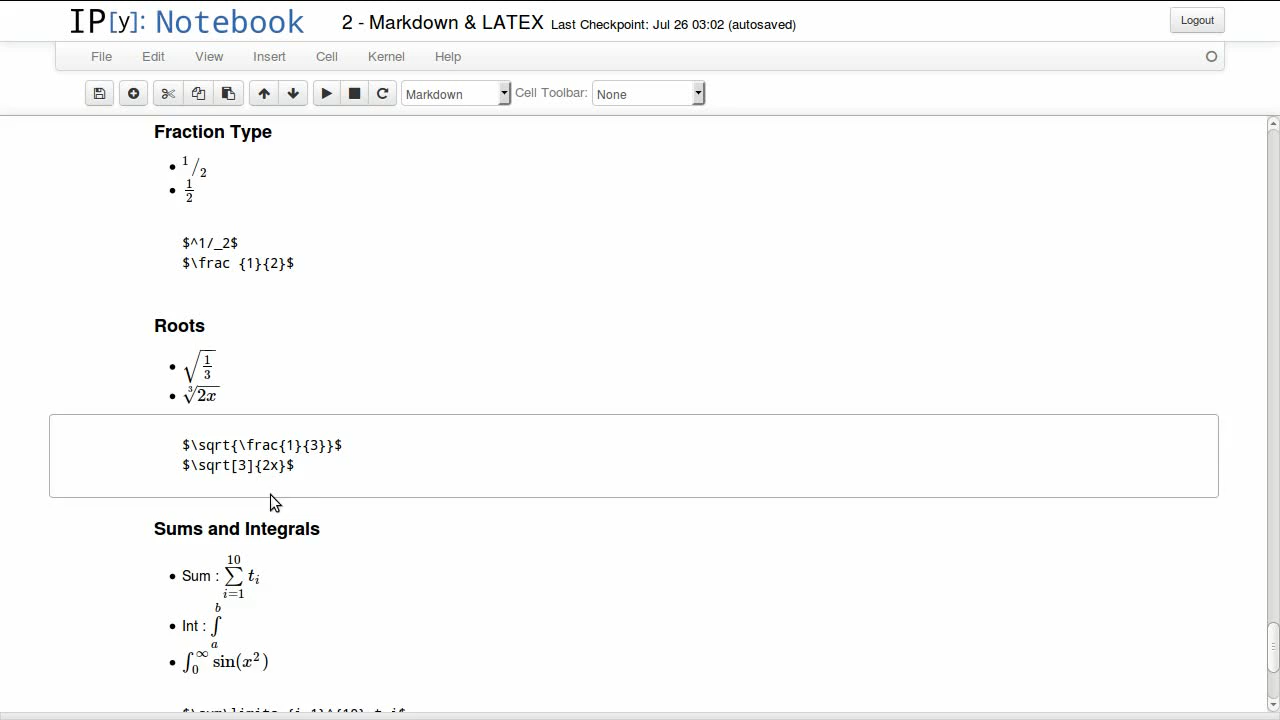 IP[y]: Notebook 2 - Markdown & LATEX Last Checkpoint: Jul 26 03:02 (autosaved) Logout
File Edit View Insert Cell Kernel Help
Markdown Cell Toolbar: None
Fraction Type
• ¹/₂
• 1/2
$^1/_2$
$\frac {1}{2}$
Roots
• √(1/3)
• ∛(2x)
$\sqrt{\frac{1}{3}}$
$\sqrt[3]{2x}$
Sums and Integrals
• Sum : ∑_{i=1}^{10} t_i
• Int : ∫_a^b
• ∫_0^∞ sin(x²)